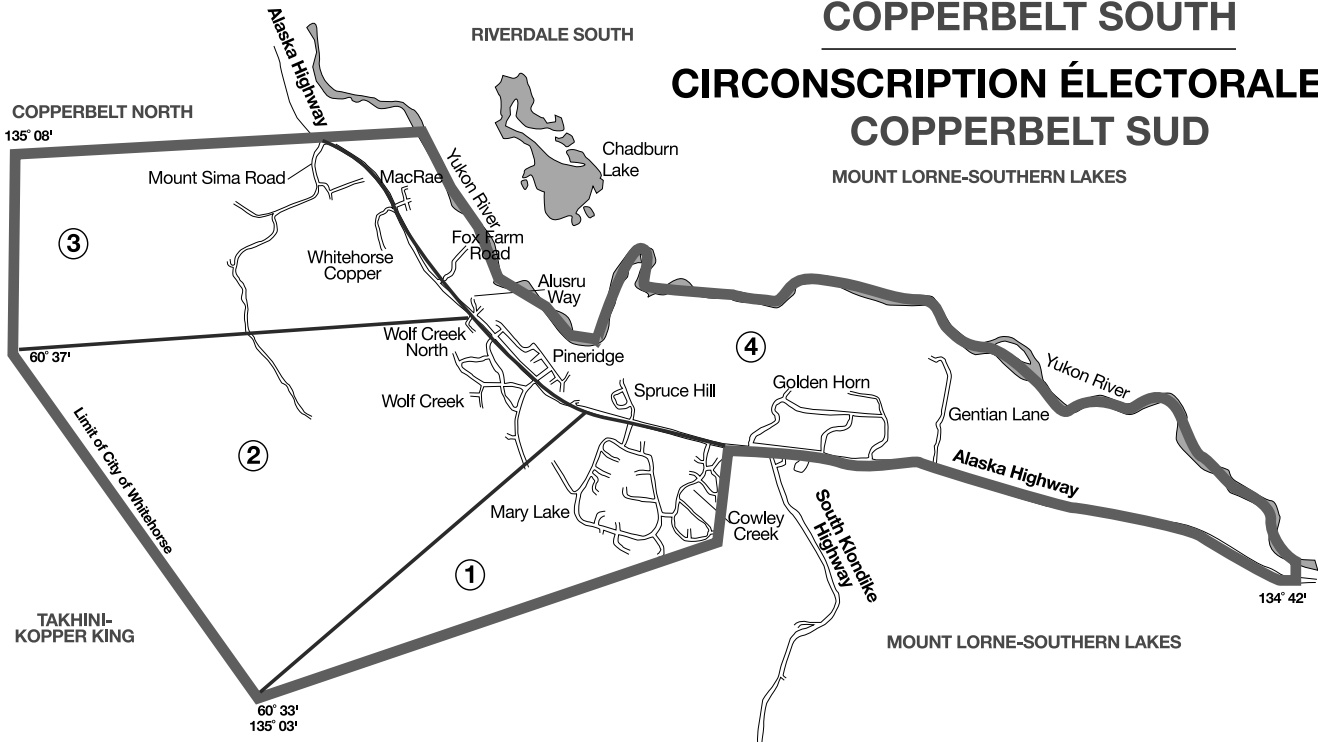 COPPERBELT SOUTH
CIRCONSCRIPTION ÉLECTORALE
COPPERBELT SUD
RIVERDALE SOUTH
Alaska Highway
COPPERBELT NORTH
135° 08'
Chadburn
Lake
MOUNT LORNE-SOUTHERN LAKES
Mount Sima Road
MacRae
Yukon River
3
Whitehorse
Copper
Fox Farm
Road
Alusru
Way
60° 37'
Wolf Creek
North
Pineridge
4
Yukon River
Wolf Creek
Spruce Hill
Golden Horn
Gentian Lane
Limit of City of Whitehorse
2
Alaska Highway
Mary Lake
Cowley
Creek
South Klondike
Highway
1
134° 42'
TAKHINI-
KOPPER KING
MOUNT LORNE-SOUTHERN LAKES
60° 33'
135° 03'